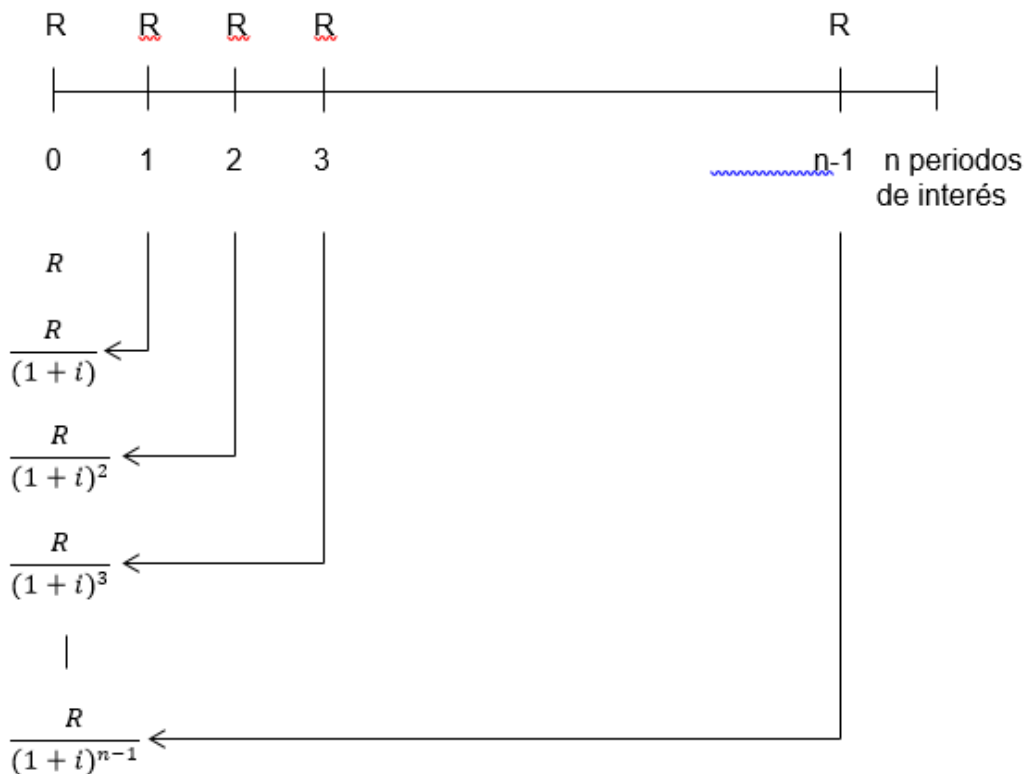 R R R R R
0 1 2 3 n-1 n periodos
de interés
R
R
(1 + i)
R
(1 + i)²
R
(1 + i)³
R
(1 + i)ⁿ⁻¹